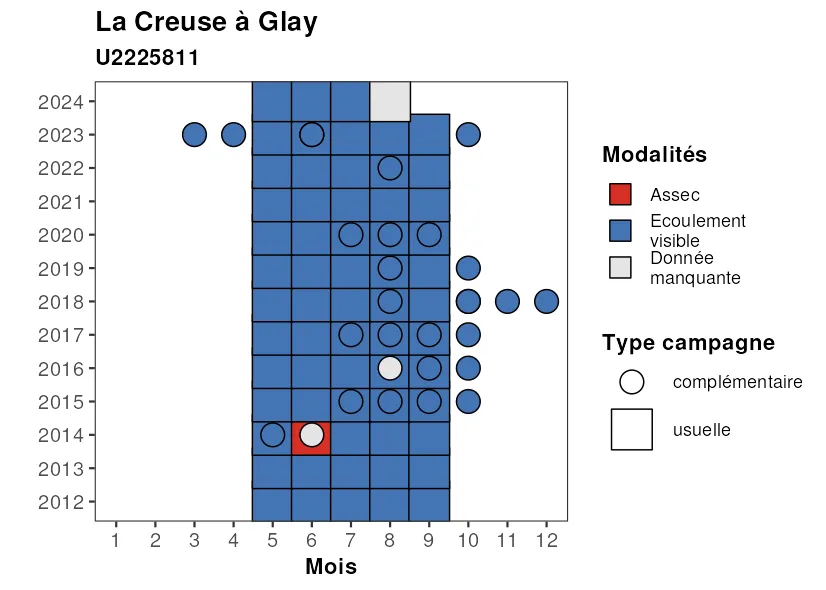 La Creuse à Glay
U2225811
2024
2023
2022
2021
2020
2019
2018
2017
2016
2015
2014
2013
2012
1 2 3 4 5 6 7 8 9 10 11 12
Mois
Modalités
Assec
Ecoulement
visible
Donnée
manquante
Type campagne
complémentaire
usuelle